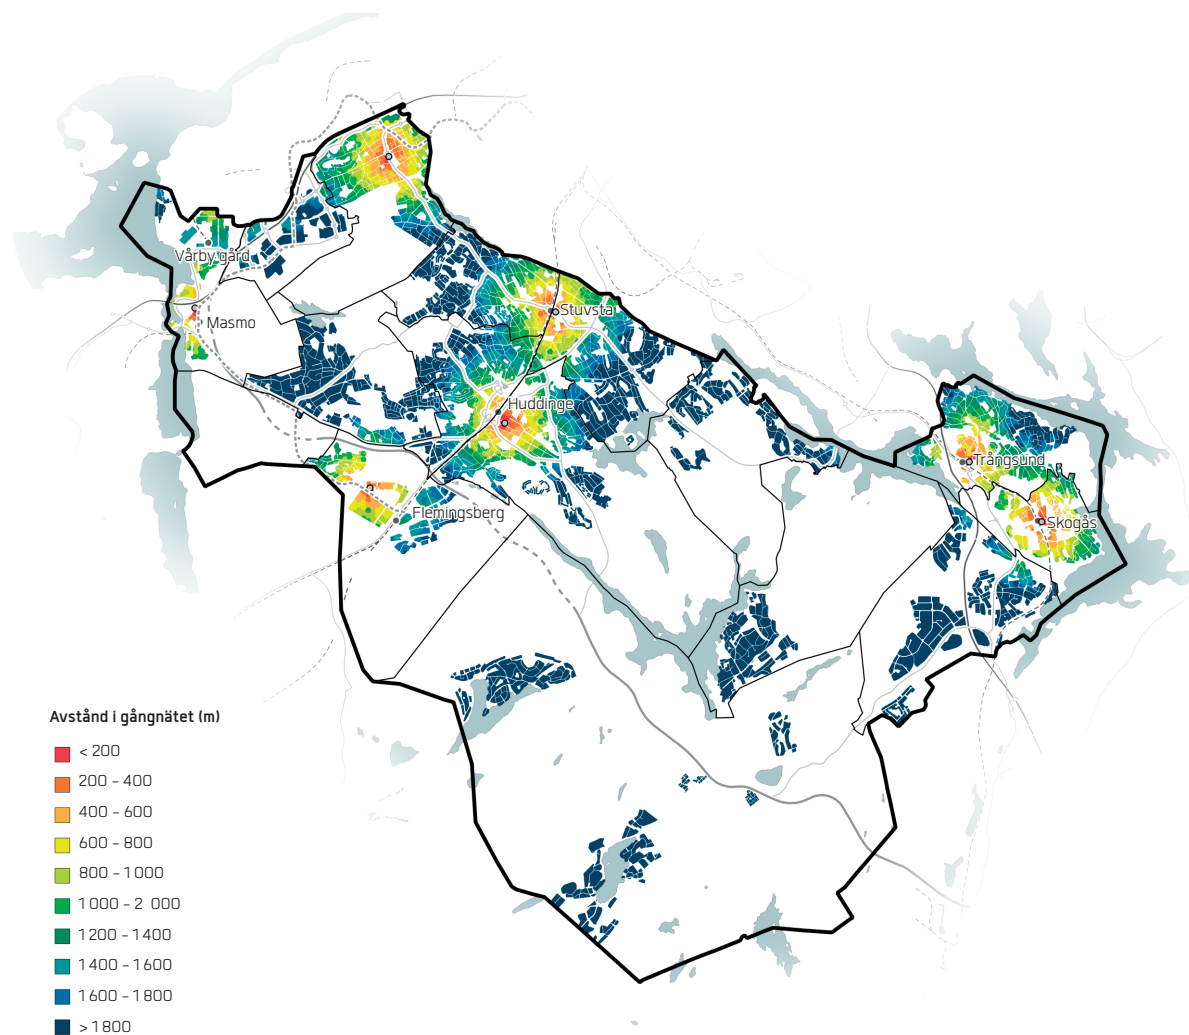 Vårby gård
Masmo
Stuvsta
Huddinge
Trångsund
Flemingsberg
Skogås
Avstånd i gångnätet (m)
< 200
200 - 400
400 - 600
600 - 800
800 - 1000
1000 - 2 000
1200 - 1400
1400 - 1600
1600 - 1800
> 1800